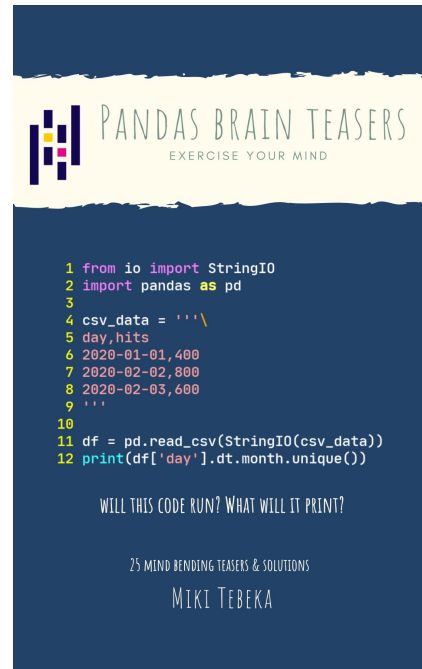 PANDAS BRAIN TEASERS
EXERCISE YOUR MIND
1 from io import StringIO
2 import pandas as pd
3
4 csv_data = '''\
5 day,hits
6 2020-01-01,400
7 2020-02-02,800
8 2020-02-03,600
9 '''
10
11 df = pd.read_csv(StringIO(csv_data))
12 print(df['day'].dt.month.unique())
WILL THIS CODE RUN? WHAT WILL IT PRINT?
25 MIND BENDING TEASERS & SOLUTIONS
MIKI TEBEKA